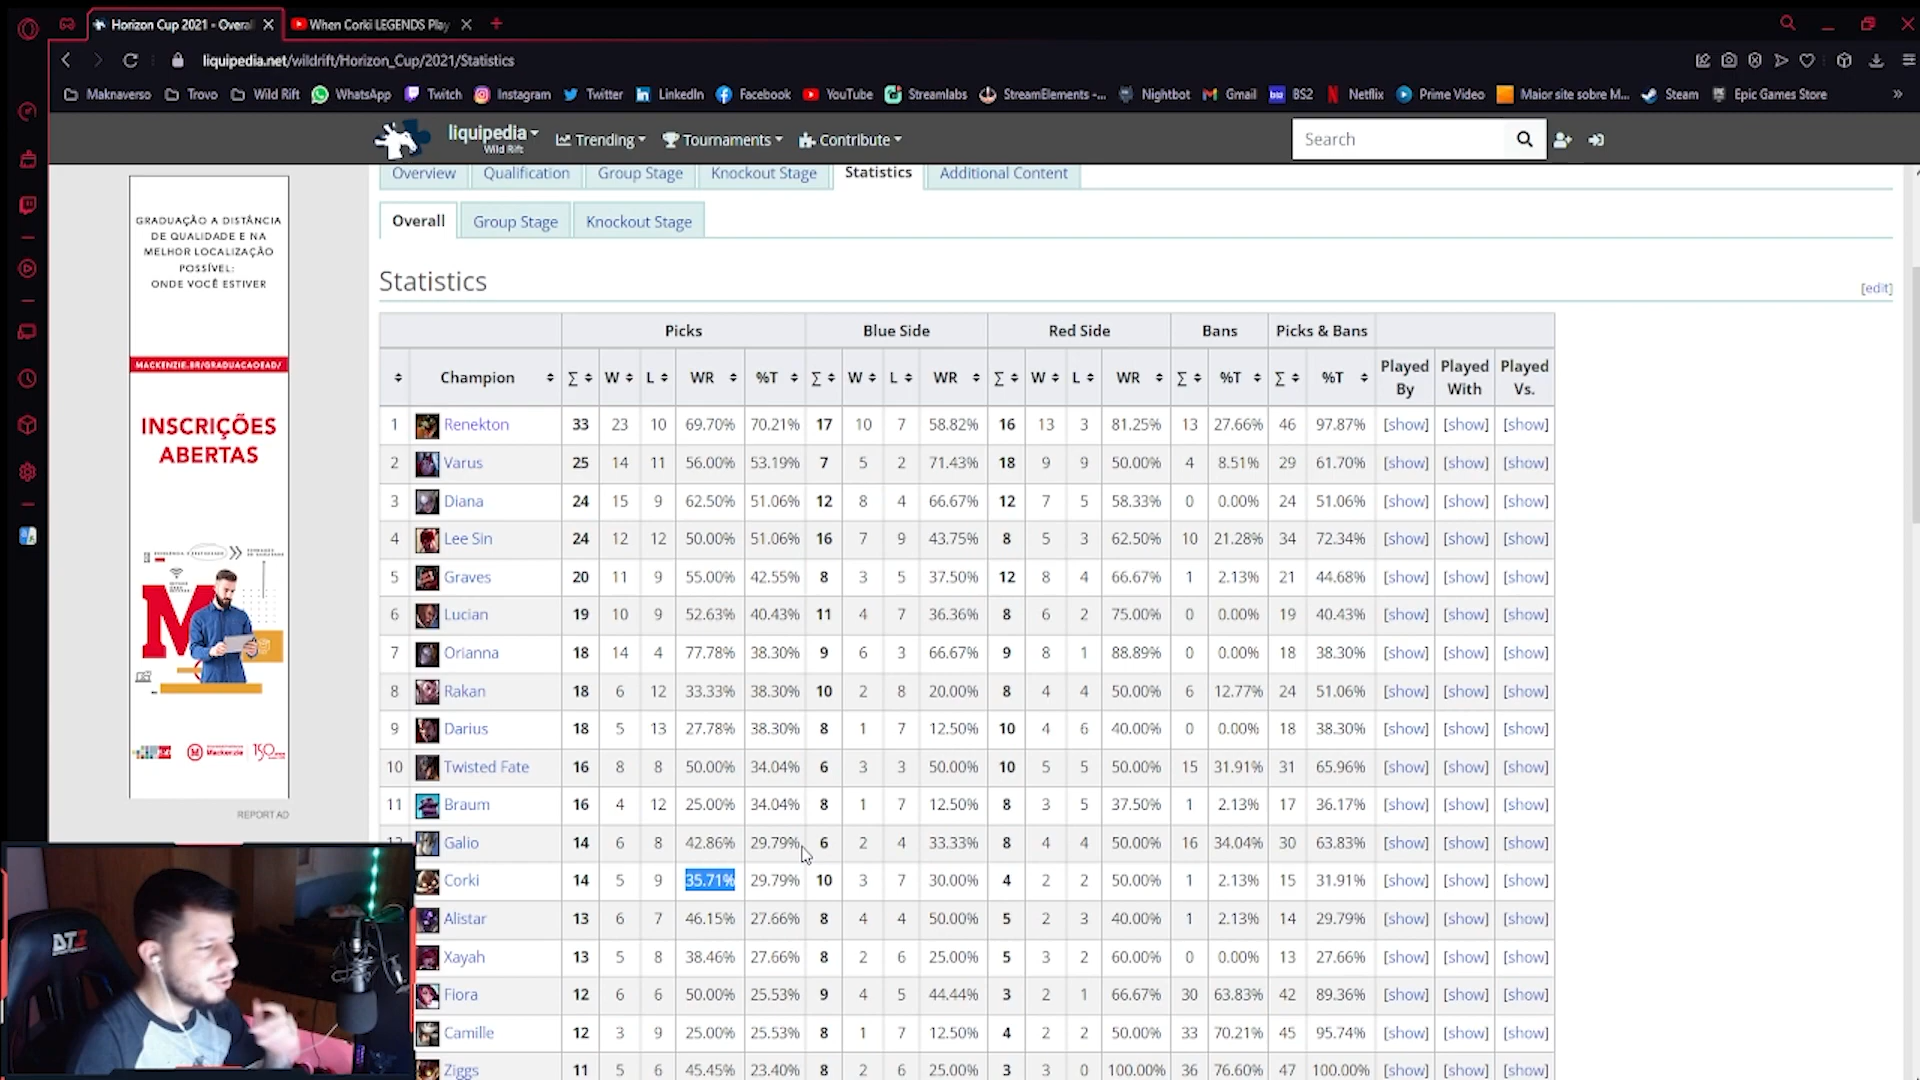 Horizon Cup 2021 - Overal
When Corki LEGENDS Play
liquipedia.net/wildrift/Horizon_Cup/2021/Statistics
Maknaverso Trovo Wild Rift WhatsApp Twitch Instagram Twitter LinkedIn Facebook YouTube Streamlabs StreamElements -... Nightbot Gmail BS2 Netflix Prime Video Maior site sobre M... Steam Epic Games Store
liquipedia Trending Tournaments Contribute Search
Wild Rift
Overview Qualification Group Stage Knockout Stage Statistics Additional Content
Overall Group Stage Knockout Stage
Statistics [edit]
Picks Blue Side Red Side Bans Picks & Bans
Champion ∑ W L WR %T ∑ W L WR ∑ W L WR ∑ %T ∑ %T Played By Played With Played Vs.
1 Renekton 33 23 10 69.70% 70.21% 17 10 7 58.82% 16 13 3 81.25% 13 27.66% 46 97.87% [show] [show] [show]
2 Varus 25 14 11 56.00% 53.19% 7 5 2 71.43% 18 9 9 50.00% 4 8.51% 29 61.70% [show] [show] [show]
3 Diana 24 15 9 62.50% 51.06% 12 8 4 66.67% 12 7 5 58.33% 0 0.00% 24 51.06% [show] [show] [show]
4 Lee Sin 24 12 12 50.00% 51.06% 16 7 9 43.75% 8 5 3 62.50% 10 21.28% 34 72.34% [show] [show] [show]
5 Graves 20 11 9 55.00% 42.55% 8 3 5 37.50% 12 8 4 66.67% 1 2.13% 21 44.68% [show] [show] [show]
6 Lucian 19 10 9 52.63% 40.43% 11 4 7 36.36% 8 6 2 75.00% 0 0.00% 19 40.43% [show] [show] [show]
7 Orianna 18 14 4 77.78% 38.30% 9 6 3 66.67% 9 8 1 88.89% 0 0.00% 18 38.30% [show] [show] [show]
8 Rakan 18 6 12 33.33% 38.30% 10 2 8 20.00% 8 4 4 50.00% 6 12.77% 24 51.06% [show] [show] [show]
9 Darius 18 5 13 27.78% 38.30% 8 1 7 12.50% 10 4 6 40.00% 0 0.00% 18 38.30% [show] [show] [show]
10 Twisted Fate 16 8 8 50.00% 34.04% 6 3 3 50.00% 10 5 5 50.00% 15 31.91% 31 65.96% [show] [show] [show]
11 Braum 16 4 12 25.00% 34.04% 8 1 7 12.50% 8 3 5 37.50% 1 2.13% 17 36.17% [show] [show] [show]
Galio 14 6 8 42.86% 29.79% 6 2 4 33.33% 8 4 4 50.00% 16 34.04% 30 63.83% [show] [show] [show]
Corki 14 5 9 35.71% 29.79% 10 3 7 30.00% 4 2 2 50.00% 1 2.13% 15 31.91% [show] [show] [show]
Alistar 13 6 7 46.15% 27.66% 8 4 4 50.00% 5 2 3 40.00% 1 2.13% 14 29.79% [show] [show] [show]
Xayah 13 5 8 38.46% 27.66% 8 2 6 25.00% 5 3 2 60.00% 0 0.00% 13 27.66% [show] [show] [show]
Fiora 12 6 6 50.00% 25.53% 9 4 5 44.44% 3 2 1 66.67% 30 63.83% 42 89.36% [show] [show] [show]
Camille 12 3 9 25.00% 25.53% 8 1 7 12.50% 4 2 2 50.00% 33 70.21% 45 95.74% [show] [show] [show]
Ziggs 11 5 6 45.45% 23.40% 8 2 6 25.00% 3 3 0 100.00% 36 76.60% 47 100.00% [show] [show] [show]
GRADUAÇÃO A DISTÂNCIA
DE QUALIDADE E NA
MELHOR LOCALIZAÇÃO
POSSÍVEL:
ONDE VOCÊ ESTIVER
MACKENZIE.BR/GRADUACAOEAD/
INSCRIÇÕES
ABERTAS
M
Mackenzie 150
REPORT AD
DT3